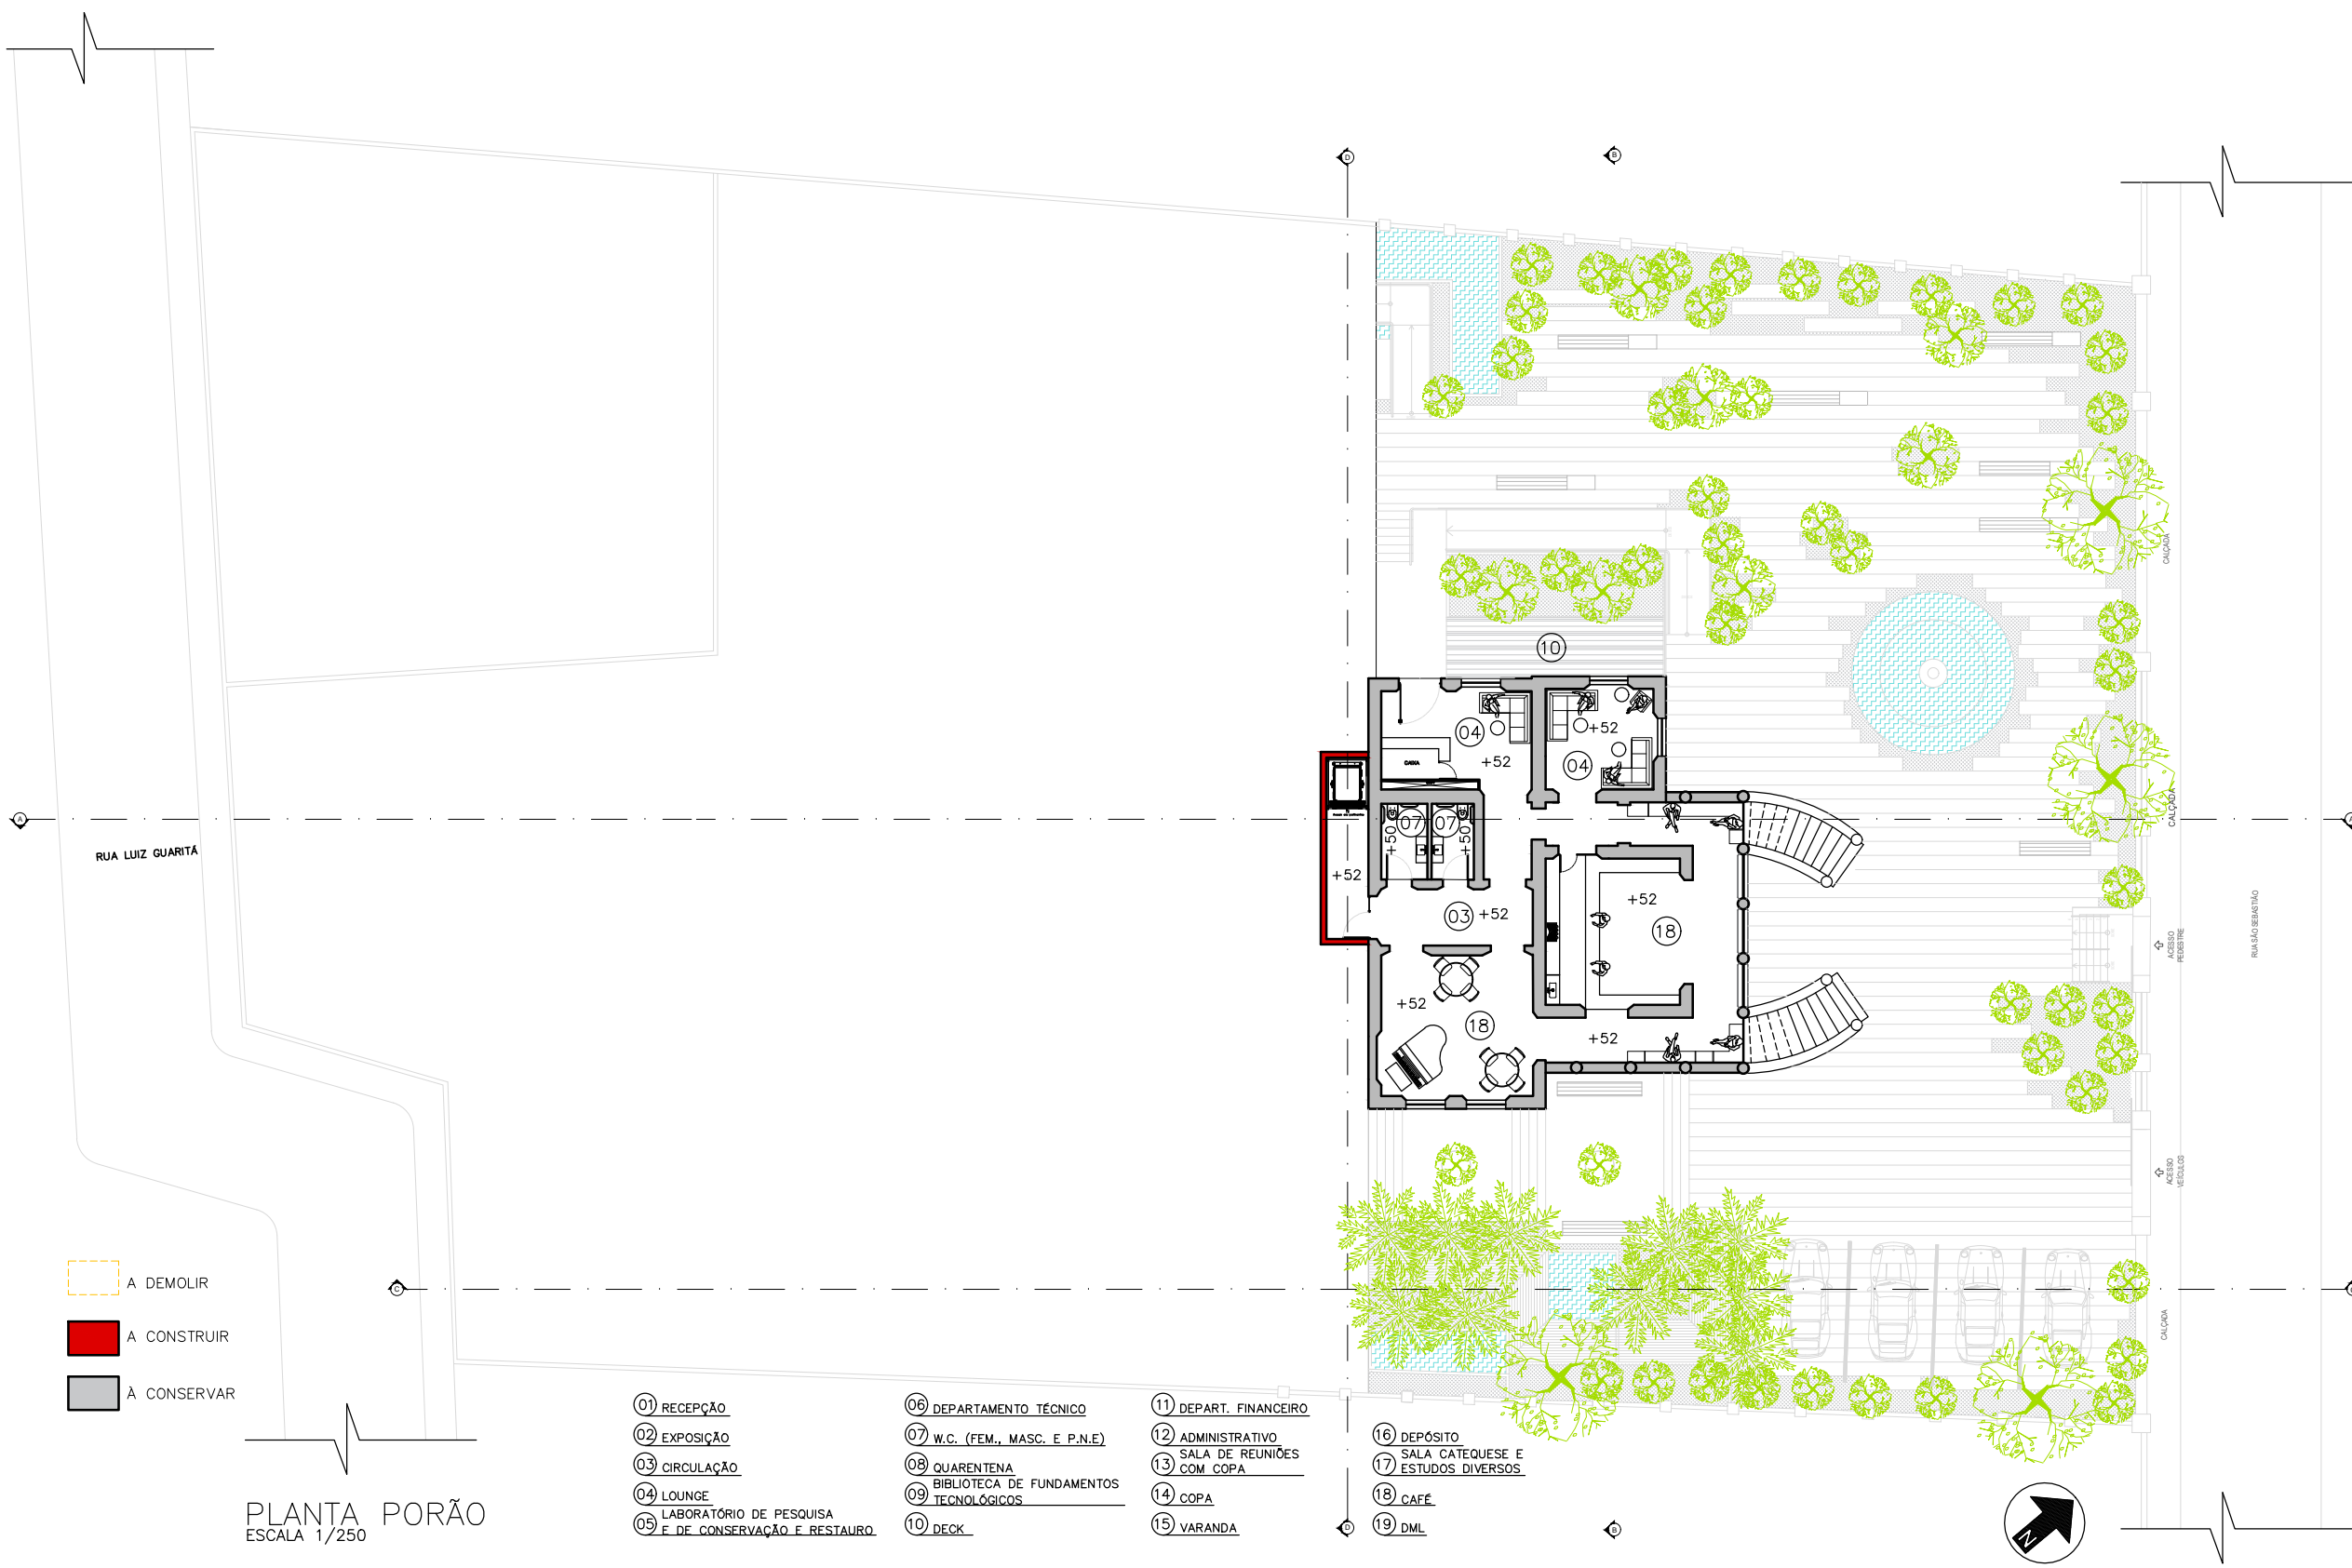 D
B
10
04
+52
04
+52
CAIXA
07
07
+50
+50
A
A
RUA LUIZ GUARITÁ
+52
03
+52
+52
18
+52
18
+52
CALÇADA
CALÇADA
ACESSO
PEDESTRE
RUA SÃO SEBASTIÃO
ACESSO
VEÍCULOS
CALÇADA
C
A DEMOLIR
A CONSTRUIR
À CONSERVAR
PLANTA PORÃO
ESCALA 1/250
01 RECEPÇÃO
02 EXPOSIÇÃO
03 CIRCULAÇÃO
04 LOUNGE
05 LABORATÓRIO DE PESQUISA
E DE CONSERVAÇÃO E RESTAURO
06 DEPARTAMENTO TÉCNICO
07 W.C. (FEM., MASC. E P.N.E)
08 QUARENTENA
09 BIBLIOTECA DE FUNDAMENTOS
TECNOLÓGICOS
10 DECK
11 DEPART. FINANCEIRO
12 ADMINISTRATIVO
13 SALA DE REUNIÕES
COM COPA
14 COPA
15 VARANDA
16 DEPÓSITO
17 SALA CATEQUESE E
ESTUDOS DIVERSOS
18 CAFÉ
19 DML
D
B
N